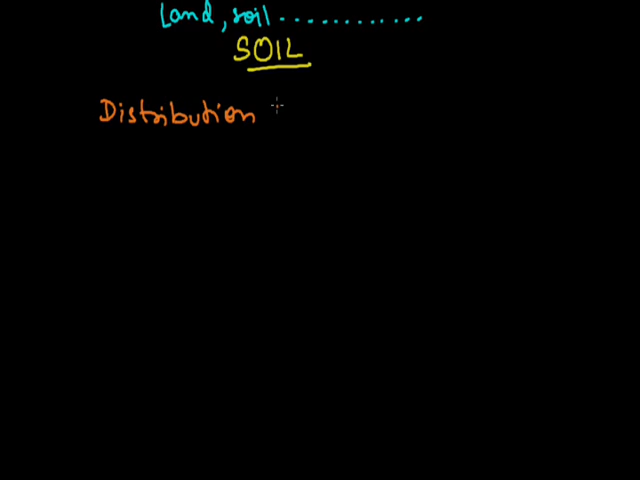 Land, soil .............
SOIL
Distribution